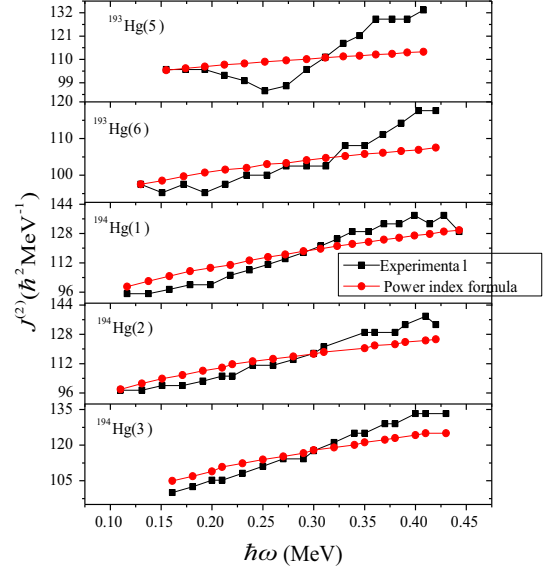 132
¹⁹³Hg(5)
121
110
99
120
¹⁹³Hg(6)
110
100
144
¹⁹⁴Hg(1)
128
112
96
Experimenta l
Power index formula
144
¹⁹⁴Hg(2)
128
112
96
135
¹⁹⁴Hg(3)
120
105
J⁽²⁾(ℏ²MeV⁻¹)
0.10 0.15 0.20 0.25 0.30 0.35 0.40 0.45
ℏω (MeV)